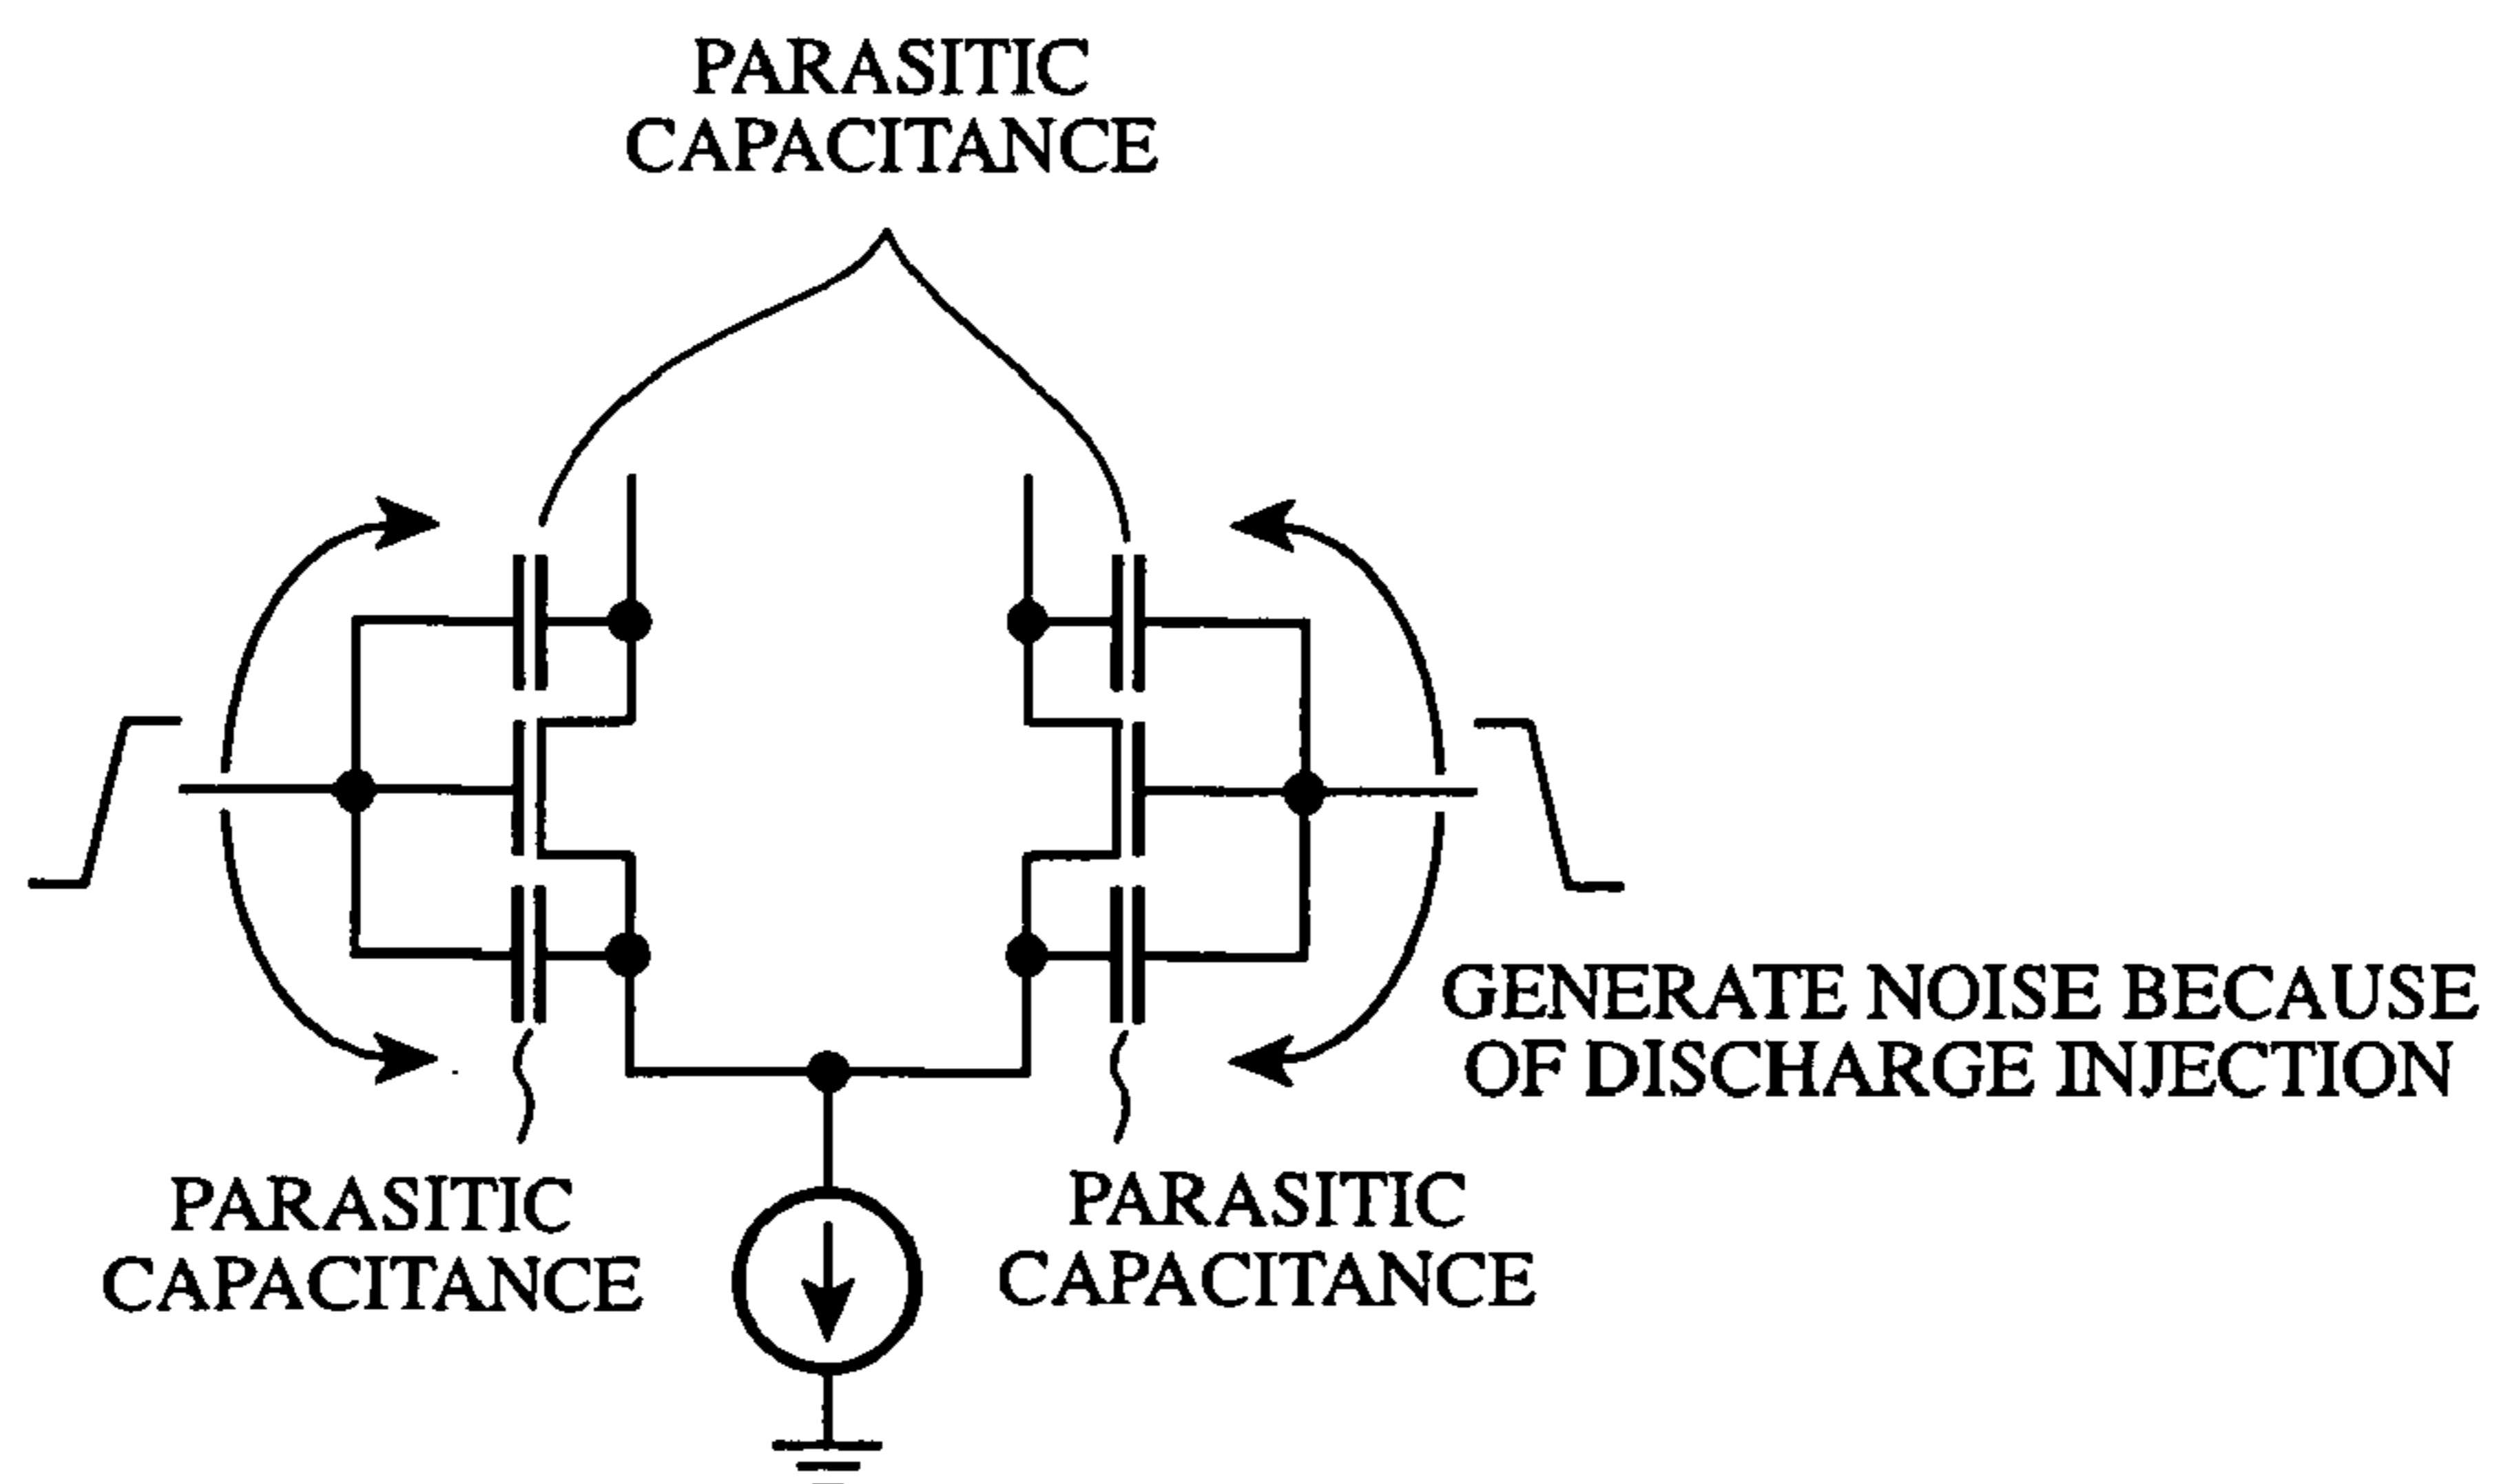 PARASITIC
CAPACITANCE
GENERATE NOISE BECAUSE
OF DISCHARGE INJECTION
PARASITIC
CAPACITANCE
PARASITIC
CAPACITANCE